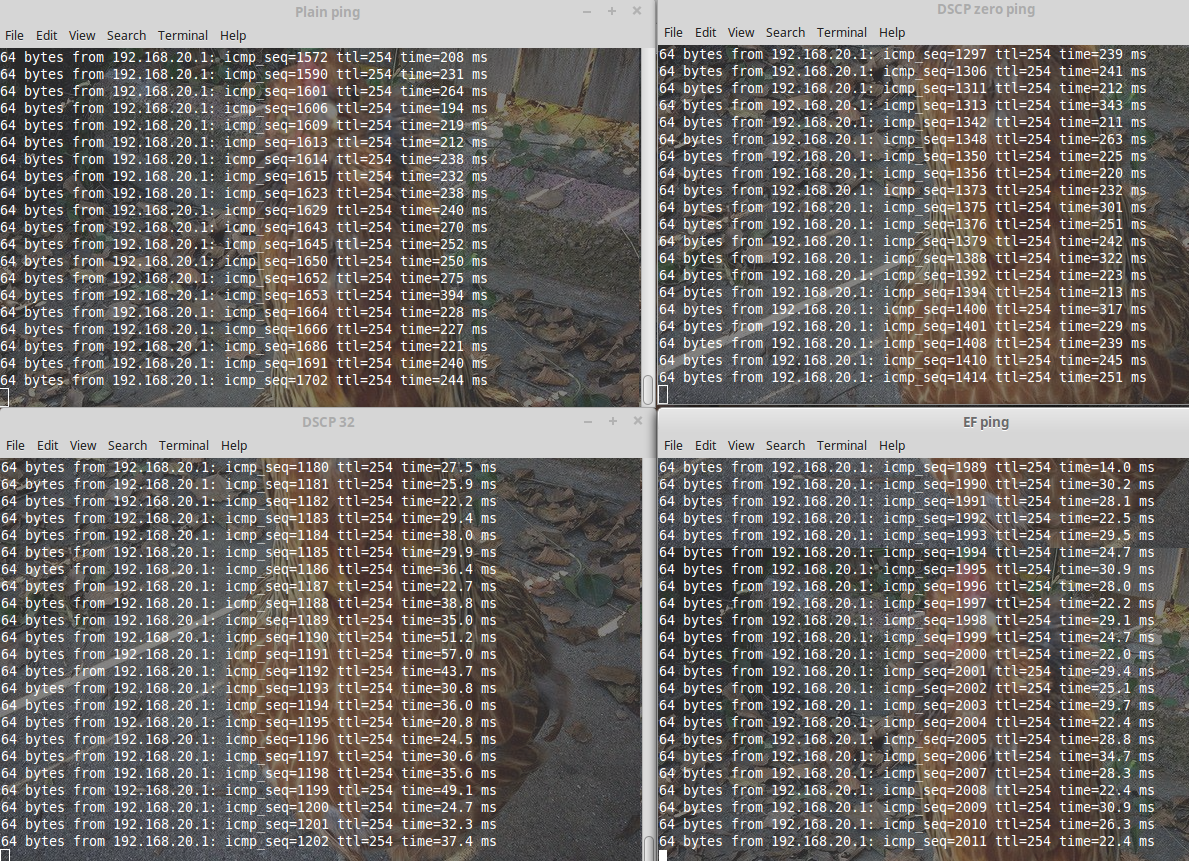 Plain ping
File Edit View Search Terminal Help
64 bytes from 192.168.20.1: icmp_seq=1572 ttl=254 time=208 ms
64 bytes from 192.168.20.1: icmp_seq=1590 ttl=254 time=231 ms
64 bytes from 192.168.20.1: icmp_seq=1601 ttl=254 time=264 ms
64 bytes from 192.168.20.1: icmp_seq=1606 ttl=254 time=194 ms
64 bytes from 192.168.20.1: icmp_seq=1609 ttl=254 time=219 ms
64 bytes from 192.168.20.1: icmp_seq=1613 ttl=254 time=212 ms
64 bytes from 192.168.20.1: icmp_seq=1614 ttl=254 time=238 ms
64 bytes from 192.168.20.1: icmp_seq=1615 ttl=254 time=232 ms
64 bytes from 192.168.20.1: icmp_seq=1623 ttl=254 time=238 ms
64 bytes from 192.168.20.1: icmp_seq=1629 ttl=254 time=240 ms
64 bytes from 192.168.20.1: icmp_seq=1643 ttl=254 time=270 ms
64 bytes from 192.168.20.1: icmp_seq=1645 ttl=254 time=252 ms
64 bytes from 192.168.20.1: icmp_seq=1650 ttl=254 time=250 ms
64 bytes from 192.168.20.1: icmp_seq=1652 ttl=254 time=275 ms
64 bytes from 192.168.20.1: icmp_seq=1653 ttl=254 time=394 ms
64 bytes from 192.168.20.1: icmp_seq=1664 ttl=254 time=228 ms
64 bytes from 192.168.20.1: icmp_seq=1666 ttl=254 time=227 ms
64 bytes from 192.168.20.1: icmp_seq=1686 ttl=254 time=221 ms
64 bytes from 192.168.20.1: icmp_seq=1691 ttl=254 time=240 ms
64 bytes from 192.168.20.1: icmp_seq=1702 ttl=254 time=244 ms
DSCP zero ping
File Edit View Search Terminal Help
64 bytes from 192.168.20.1: icmp_seq=1297 ttl=254 time=239 ms
64 bytes from 192.168.20.1: icmp_seq=1306 ttl=254 time=241 ms
64 bytes from 192.168.20.1: icmp_seq=1311 ttl=254 time=212 ms
64 bytes from 192.168.20.1: icmp_seq=1313 ttl=254 time=343 ms
64 bytes from 192.168.20.1: icmp_seq=1342 ttl=254 time=211 ms
64 bytes from 192.168.20.1: icmp_seq=1348 ttl=254 time=263 ms
64 bytes from 192.168.20.1: icmp_seq=1350 ttl=254 time=225 ms
64 bytes from 192.168.20.1: icmp_seq=1356 ttl=254 time=220 ms
64 bytes from 192.168.20.1: icmp_seq=1373 ttl=254 time=232 ms
64 bytes from 192.168.20.1: icmp_seq=1375 ttl=254 time=301 ms
64 bytes from 192.168.20.1: icmp_seq=1376 ttl=254 time=251 ms
64 bytes from 192.168.20.1: icmp_seq=1379 ttl=254 time=242 ms
64 bytes from 192.168.20.1: icmp_seq=1388 ttl=254 time=322 ms
64 bytes from 192.168.20.1: icmp_seq=1392 ttl=254 time=223 ms
64 bytes from 192.168.20.1: icmp_seq=1394 ttl=254 time=213 ms
64 bytes from 192.168.20.1: icmp_seq=1400 ttl=254 time=317 ms
64 bytes from 192.168.20.1: icmp_seq=1401 ttl=254 time=229 ms
64 bytes from 192.168.20.1: icmp_seq=1408 ttl=254 time=239 ms
64 bytes from 192.168.20.1: icmp_seq=1410 ttl=254 time=245 ms
64 bytes from 192.168.20.1: icmp_seq=1414 ttl=254 time=251 ms
DSCP 32
File Edit View Search Terminal Help
64 bytes from 192.168.20.1: icmp_seq=1180 ttl=254 time=27.5 ms
64 bytes from 192.168.20.1: icmp_seq=1181 ttl=254 time=25.9 ms
64 bytes from 192.168.20.1: icmp_seq=1182 ttl=254 time=22.2 ms
64 bytes from 192.168.20.1: icmp_seq=1183 ttl=254 time=29.4 ms
64 bytes from 192.168.20.1: icmp_seq=1184 ttl=254 time=38.0 ms
64 bytes from 192.168.20.1: icmp_seq=1185 ttl=254 time=29.9 ms
64 bytes from 192.168.20.1: icmp_seq=1186 ttl=254 time=36.4 ms
64 bytes from 192.168.20.1: icmp_seq=1187 ttl=254 time=22.7 ms
64 bytes from 192.168.20.1: icmp_seq=1188 ttl=254 time=38.8 ms
64 bytes from 192.168.20.1: icmp_seq=1189 ttl=254 time=35.0 ms
64 bytes from 192.168.20.1: icmp_seq=1190 ttl=254 time=51.2 ms
64 bytes from 192.168.20.1: icmp_seq=1191 ttl=254 time=57.0 ms
64 bytes from 192.168.20.1: icmp_seq=1192 ttl=254 time=43.7 ms
64 bytes from 192.168.20.1: icmp_seq=1193 ttl=254 time=30.8 ms
64 bytes from 192.168.20.1: icmp_seq=1194 ttl=254 time=36.0 ms
64 bytes from 192.168.20.1: icmp_seq=1195 ttl=254 time=20.8 ms
64 bytes from 192.168.20.1: icmp_seq=1196 ttl=254 time=24.5 ms
64 bytes from 192.168.20.1: icmp_seq=1197 ttl=254 time=30.6 ms
64 bytes from 192.168.20.1: icmp_seq=1198 ttl=254 time=35.6 ms
64 bytes from 192.168.20.1: icmp_seq=1199 ttl=254 time=49.1 ms
64 bytes from 192.168.20.1: icmp_seq=1200 ttl=254 time=24.7 ms
64 bytes from 192.168.20.1: icmp_seq=1201 ttl=254 time=32.3 ms
64 bytes from 192.168.20.1: icmp_seq=1202 ttl=254 time=37.4 ms
EF ping
File Edit View Search Terminal Help
64 bytes from 192.168.20.1: icmp_seq=1989 ttl=254 time=14.0 ms
64 bytes from 192.168.20.1: icmp_seq=1990 ttl=254 time=30.2 ms
64 bytes from 192.168.20.1: icmp_seq=1991 ttl=254 time=28.1 ms
64 bytes from 192.168.20.1: icmp_seq=1992 ttl=254 time=22.5 ms
64 bytes from 192.168.20.1: icmp_seq=1993 ttl=254 time=29.5 ms
64 bytes from 192.168.20.1: icmp_seq=1994 ttl=254 time=24.7 ms
64 bytes from 192.168.20.1: icmp_seq=1995 ttl=254 time=30.9 ms
64 bytes from 192.168.20.1: icmp_seq=1996 ttl=254 time=28.0 ms
64 bytes from 192.168.20.1: icmp_seq=1997 ttl=254 time=22.2 ms
64 bytes from 192.168.20.1: icmp_seq=1998 ttl=254 time=29.1 ms
64 bytes from 192.168.20.1: icmp_seq=1999 ttl=254 time=24.7 ms
64 bytes from 192.168.20.1: icmp_seq=2000 ttl=254 time=22.0 ms
64 bytes from 192.168.20.1: icmp_seq=2001 ttl=254 time=29.4 ms
64 bytes from 192.168.20.1: icmp_seq=2002 ttl=254 time=25.1 ms
64 bytes from 192.168.20.1: icmp_seq=2003 ttl=254 time=29.7 ms
64 bytes from 192.168.20.1: icmp_seq=2004 ttl=254 time=22.4 ms
64 bytes from 192.168.20.1: icmp_seq=2005 ttl=254 time=28.8 ms
64 bytes from 192.168.20.1: icmp_seq=2006 ttl=254 time=34.7 ms
64 bytes from 192.168.20.1: icmp_seq=2007 ttl=254 time=28.3 ms
64 bytes from 192.168.20.1: icmp_seq=2008 ttl=254 time=22.4 ms
64 bytes from 192.168.20.1: icmp_seq=2009 ttl=254 time=30.9 ms
64 bytes from 192.168.20.1: icmp_seq=2010 ttl=254 time=26.3 ms
64 bytes from 192.168.20.1: icmp_seq=2011 ttl=254 time=22.4 ms